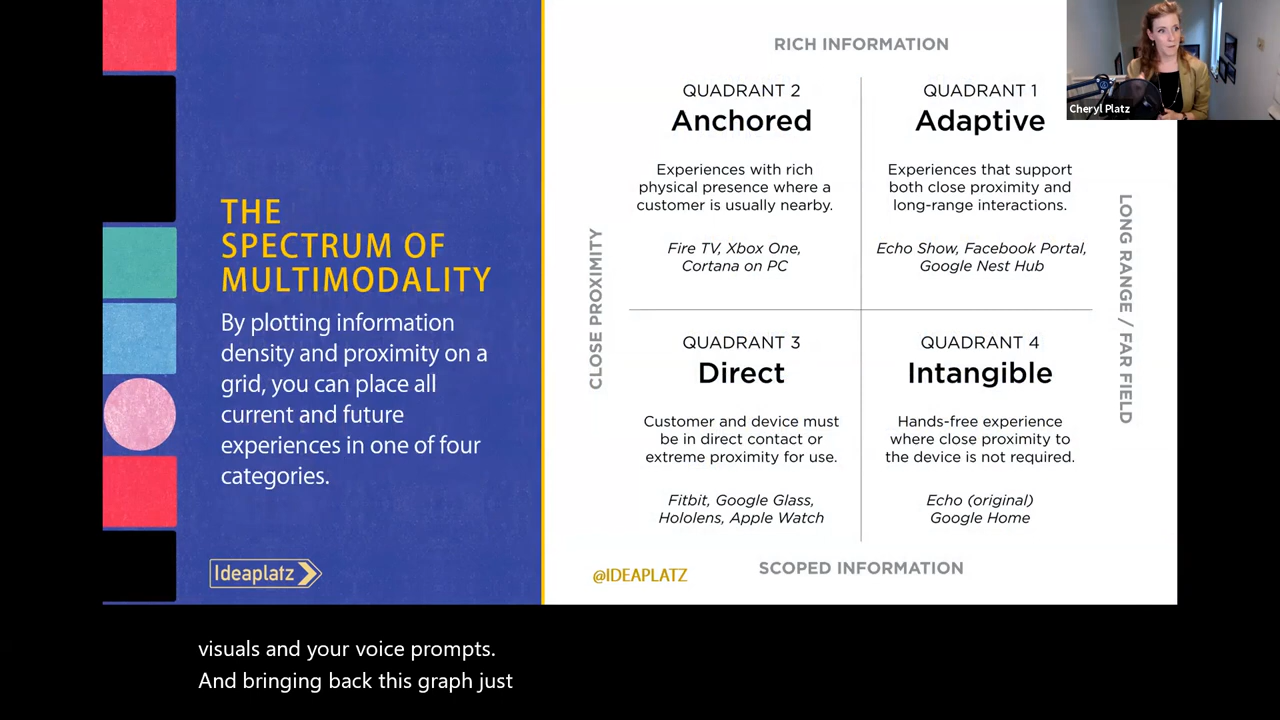 THE
SPECTRUM OF
MULTIMODALITY
By plotting information
density and proximity on a
grid, you can place all
current and future
experiences in one of four
categories.
Ideaplatz
RICH INFORMATION
CLOSE PROXIMITY
QUADRANT 2
Anchored
Experiences with rich
physical presence where a
customer is usually nearby.
Fire TV, Xbox One,
Cortana on PC
QUADRANT 1
Adaptive
Experiences that support
both close proximity and
long-range interactions.
Echo Show, Facebook Portal,
Google Nest Hub
LONG RANGE / FAR FIELD
QUADRANT 3
Direct
Customer and device must
be in direct contact or
extreme proximity for use.
Fitbit, Google Glass,
Hololens, Apple Watch
QUADRANT 4
Intangible
Hands-free experience
where close proximity to
the device is not required.
Echo (original)
Google Home
SCOPED INFORMATION
@IDEAPLATZ
Cheryl Platz
visuals and your voice prompts.
And bringing back this graph just